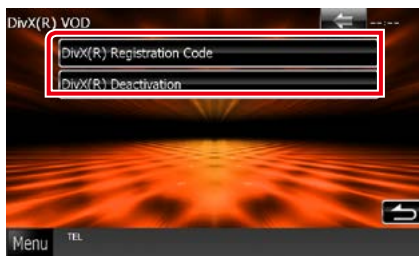 DivX(R) VOD
--:--
DivX(R) Registration Code
DivX(R) Deactivation
Menu
TEL